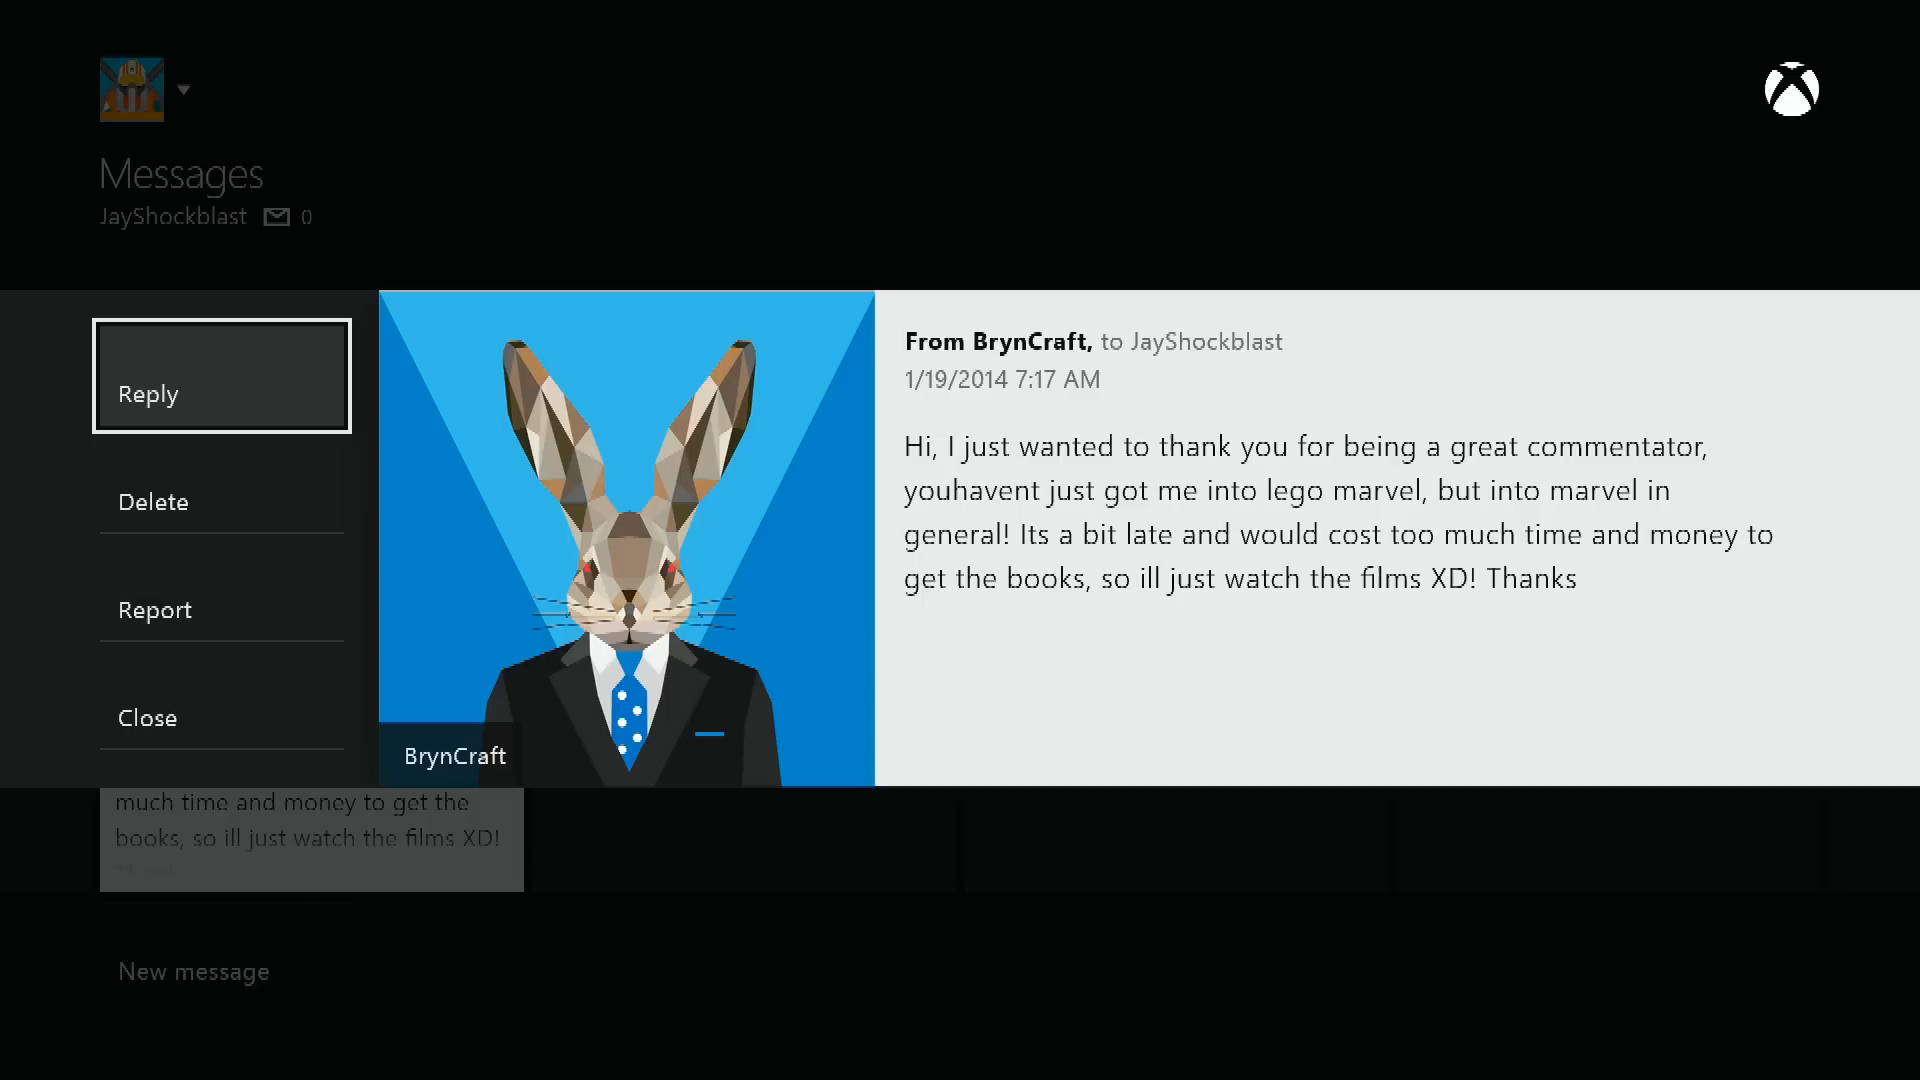 Messages
JayShockblast 0
Reply
Delete
Report
Close
BrynCraft
From BrynCraft, to JayShockblast
1/19/2014 7:17 AM
Hi, I just wanted to thank you for being a great commentator,
youhavent just got me into lego marvel, but into marvel in
general! Its a bit late and would cost too much time and money to
get the books, so ill just watch the films XD! Thanks
much time and money to get the
books, so ill just watch the films XD!
New message